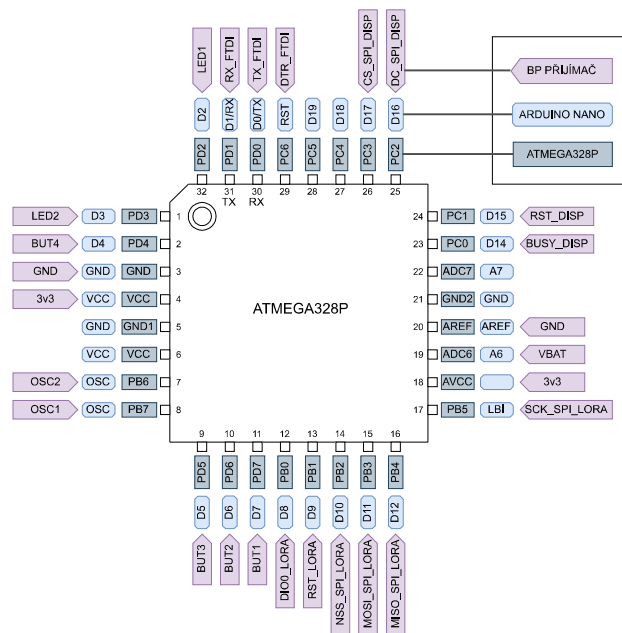 LED1
RX_FTDI
TX_FTDI
DTR_FTDI
CS_SPI_DISP
DC_SPI_DISP
BP PŘIJÍMAČ
D2
D1/RX
D0/TX
RST
D19
D18
D17
D16
ARDUINO NANO
PD2
PD1
PD0
PC6
PC5
PC4
PC3
PC2
ATMEGA328P
32
31
30
29
28
27
26
25
TX
RX
LED2 D3 PD3 1
BUT4 D4 PD4 2
GND GND GND 3
3v3 VCC VCC 4
GND GND1 5
VCC VCC 6
OSC2 OSC PB6 7
OSC1 OSC PB7 8
ATMEGA328P
24 PC1 D15 RST_DISP
23 PC0 D14 BUSY_DISP
22 ADC7 A7
21 GND2 GND
20 AREF AREF GND
19 ADC6 A6 VBAT
18 AVCC 3v3
17 PB5 LBI SCK_SPI_LORA
9
10
11
12
13
14
15
16
PD5
PD6
PD7
PB0
PB1
PB2
PB3
PB4
D5
D6
D7
D8
D9
D10
D11
D12
BUT3
BUT2
BUT1
DIO0_LORA
RST_LORA
NSS_SPI_LORA
MOSI_SPI_LORA
MISO_SPI_LORA